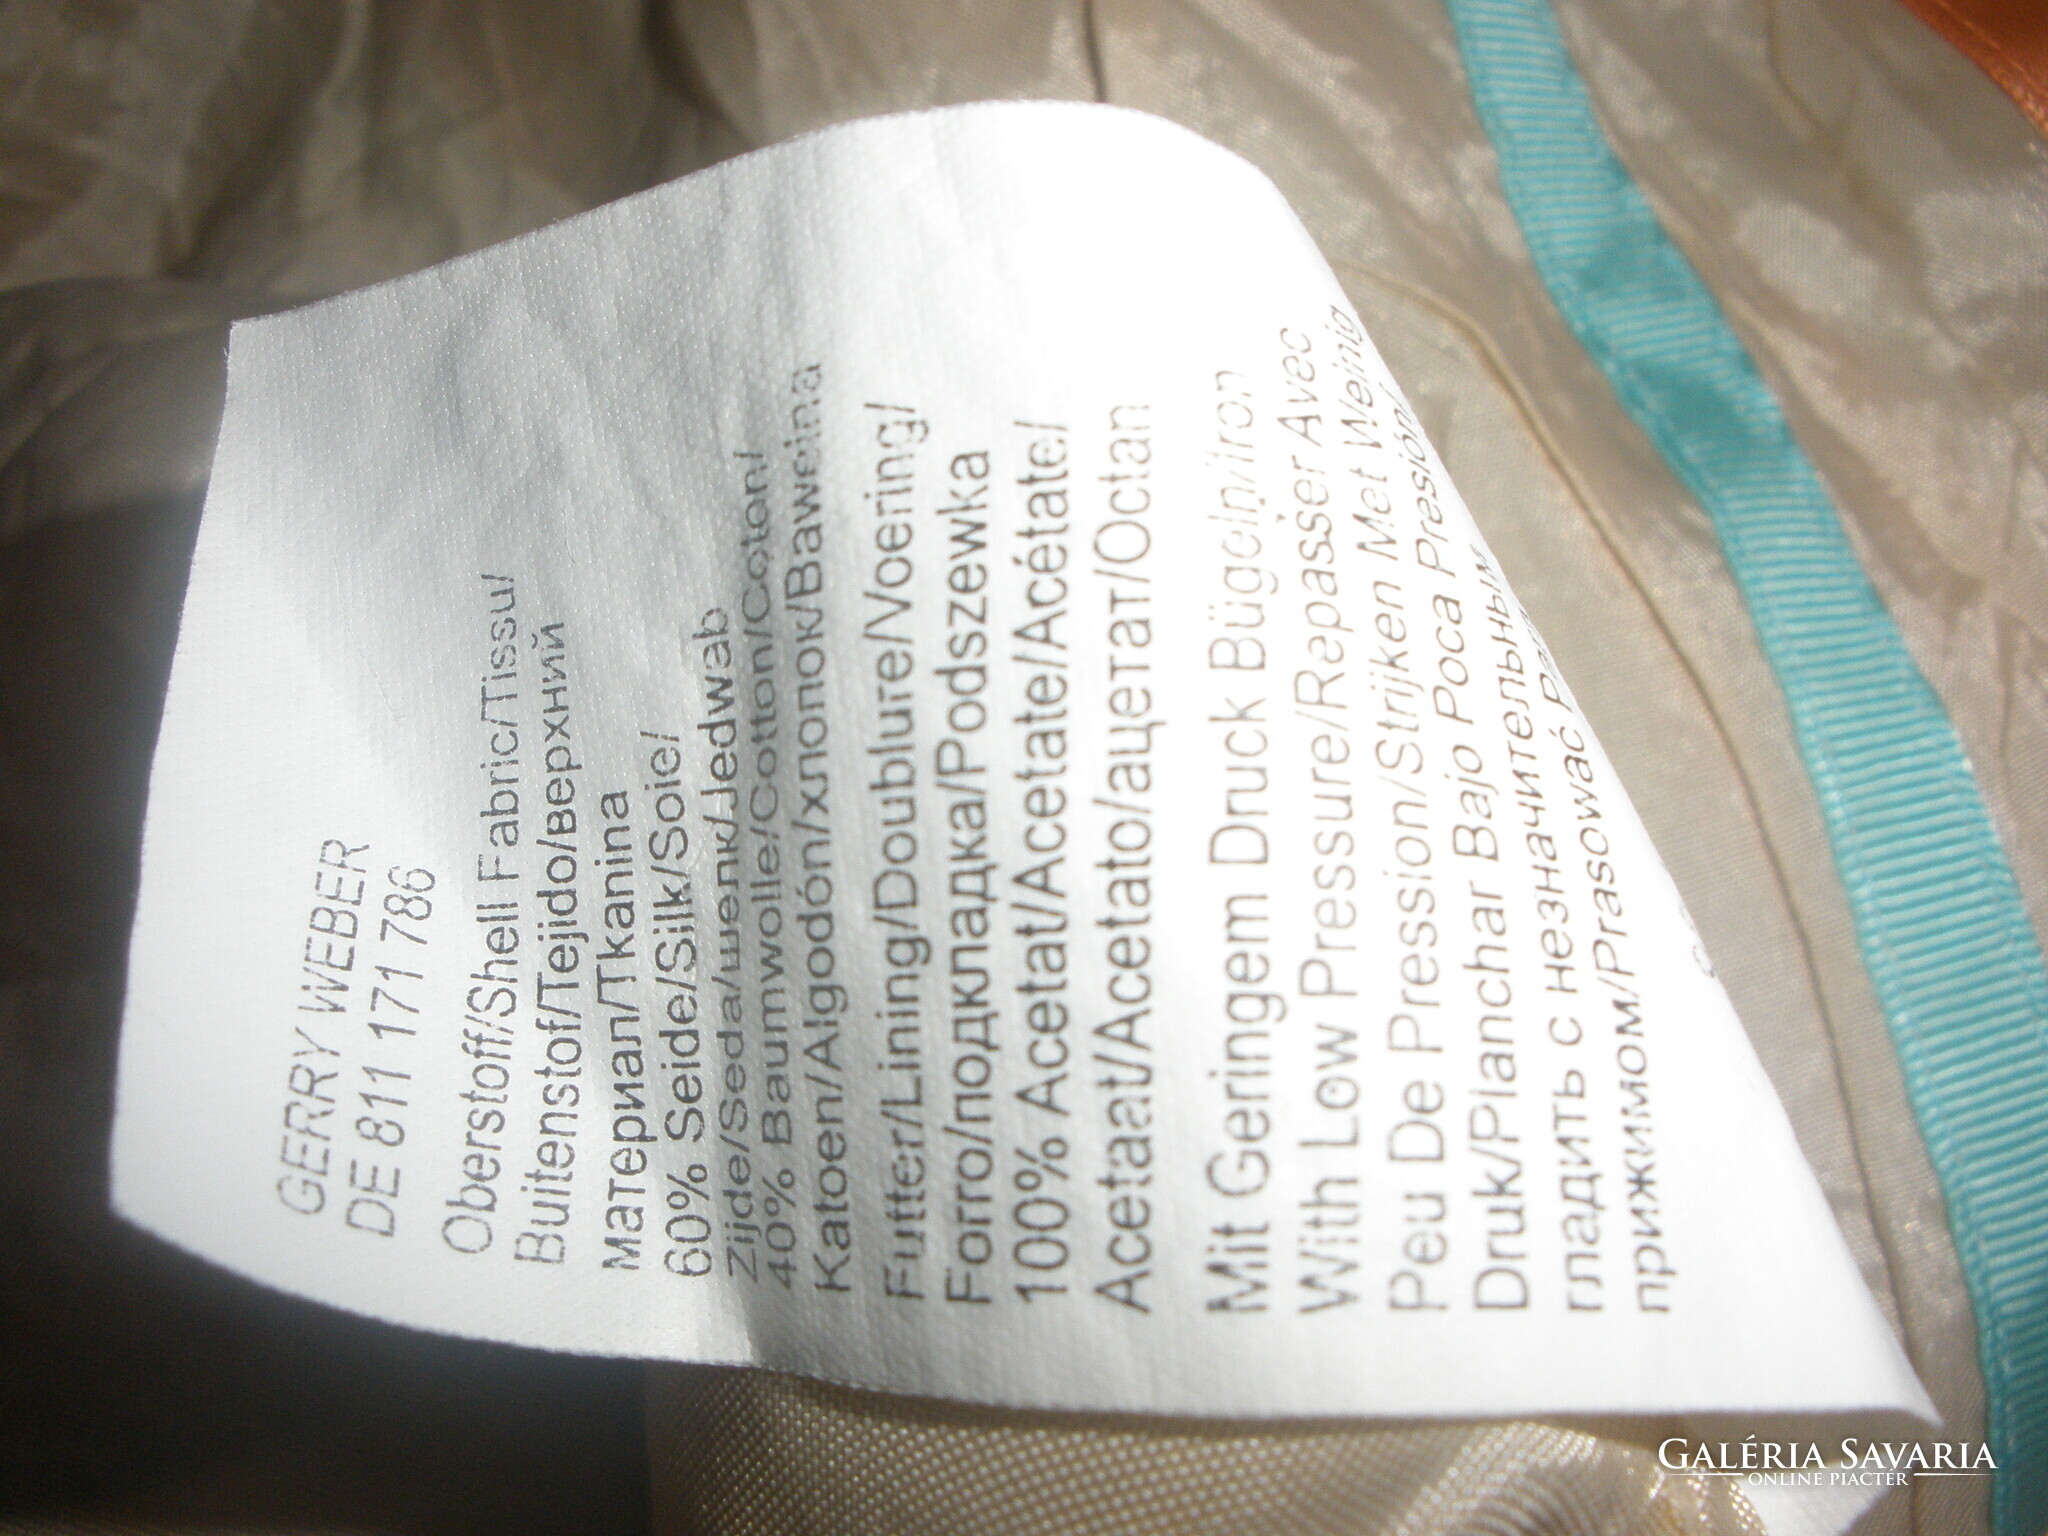 GERRY WEBER
DE 811 171 786
Oberstoff/Shell Fabric/Tissu/
Buitenstof/Tejido/верхний
материал/Tkanina
60% Seide/Silk/Soie/
Zijde/Seda/шелк/Jedwab
40% Baumwolle/Cotton/Coton/
Katoen/Algodón/хлопок/Bawełna
Futter/Lining/Doublure/Voering/
Forro/подкладка/Podszewka
100% Acetat/Acetate/Acétate/
Acetaat/Acetato/ацетат/Octan
Mit Geringem Druck Bügeln/Iron
With Low Pressure/Repasser Avec
Peu De Pression/Strijken Met Weinig
Druk/Planchar Bajo Poca Presión/
гладить с незначительным
прижимом/Prasować
GALÉRIA SAVARIA
ONLINE PIACTÉR